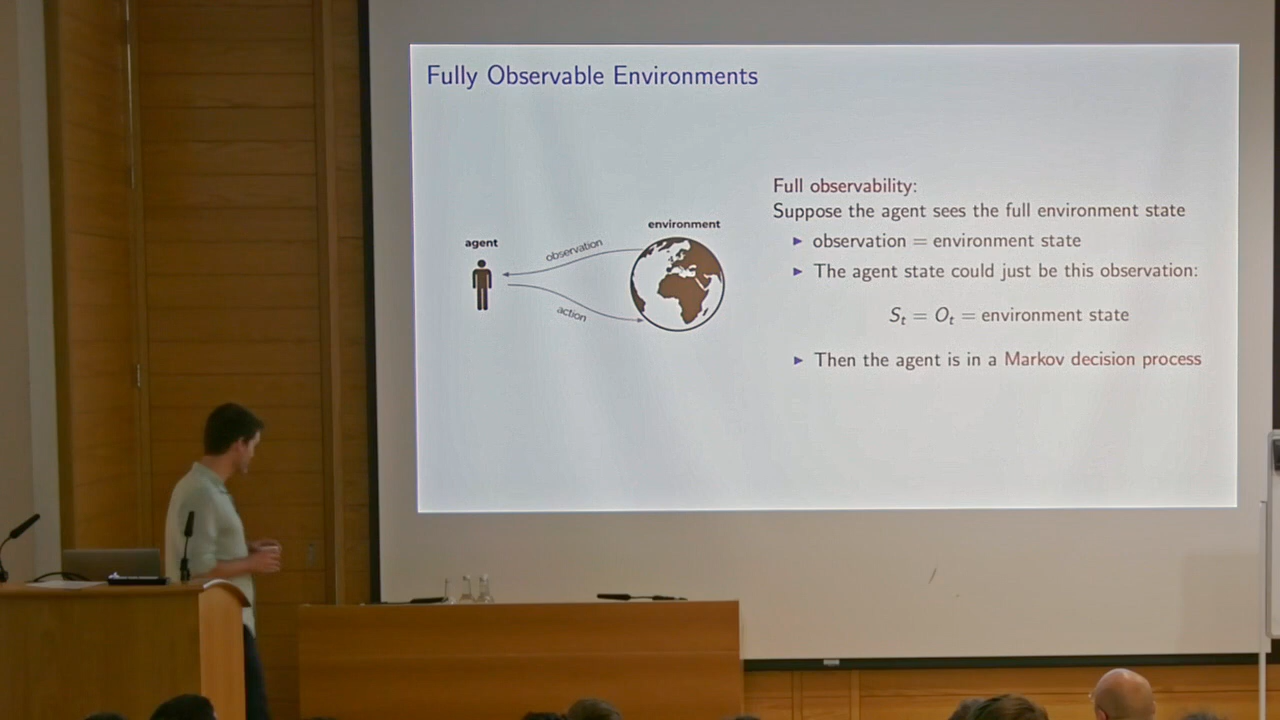 Fully Observable Environments
agent
environment
observation
action
Full observability:
Suppose the agent sees the full environment state
▶ observation = environment state
▶ The agent state could just be this observation:
Sₜ = Oₜ = environment state
▶ Then the agent is in a Markov decision process